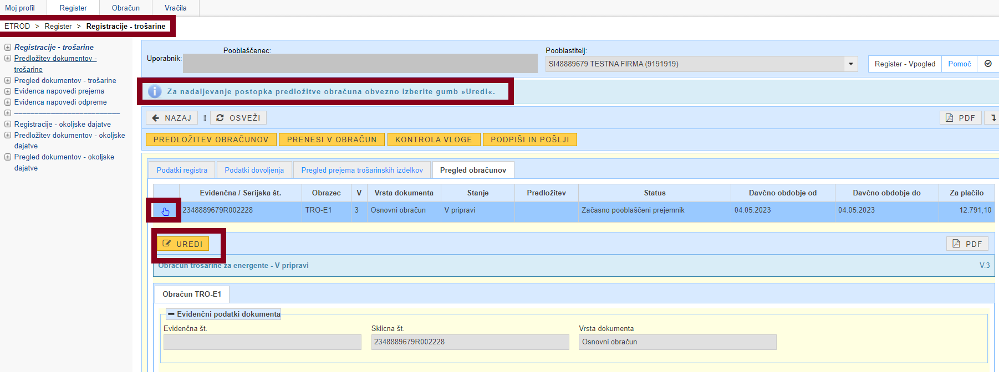 Moj profil Register Obračun Vračila
ETROD > Register > Registracije - trošarine
Registracije - trošarine
Predložitev dokumentov -
trošarine
Pregled dokumentov - trošarine
Evidenca napovedi prejema
Evidenca napovedi odpreme
Registracije - okoljske dajatve
Predložitev dokumentov - okoljske
dajatve
Pregled dokumentov - okoljske
dajatve
Pooblaščenec: Pooblastitelj:
Uporabnik: SI48889679 TESTNA FIRMA (9191919) Register - Vpogled Pomoč
Za nadaljevanje postopka predložitve obračuna obvezno izberite gumb »Uredi«.
NAZAJ OSVEŽI PDF
PREDLOŽITEV OBRAČUNOV PRENESI V OBRAČUN KONTROLA VLOGE PODPIŠI IN POŠLJI
Podatki registra Podatki dovoljenja Pregled prejema trošarinskih izdelkov Pregled obračunov
Evidenčna / Serijska št. Obrazec V Vrsta dokumenta Stanje Predložitev Status Davčno obdobje od Davčno obdobje do Za plačilo
2348889679R002228 TRO-E1 3 Osnovni obračun V pripravi Začasno pooblaščeni prejemnik 04.05.2023 04.05.2023 12.791,10
UREDI PDF
Obračun trošarine za energente - V pripravi V.3
Obračun TRO-E1
Evidenčni podatki dokumenta
Evidenčna št. Sklicna št. Vrsta dokumenta
2348889679R002228 Osnovni obračun